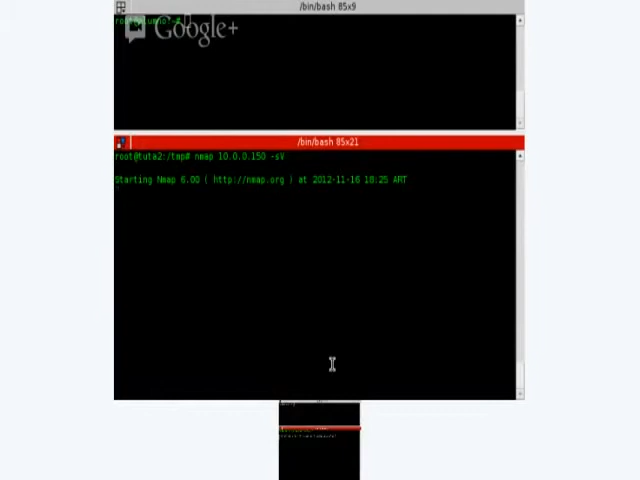 /bin/bash 85x9
Google+
/bin/bash 85x21
root@tuta2:/tmp# nmap 10.0.0.150 -sV
Starting Nmap 6.00 ( http://nmap.org ) at 2012-11-16 18:25 ART